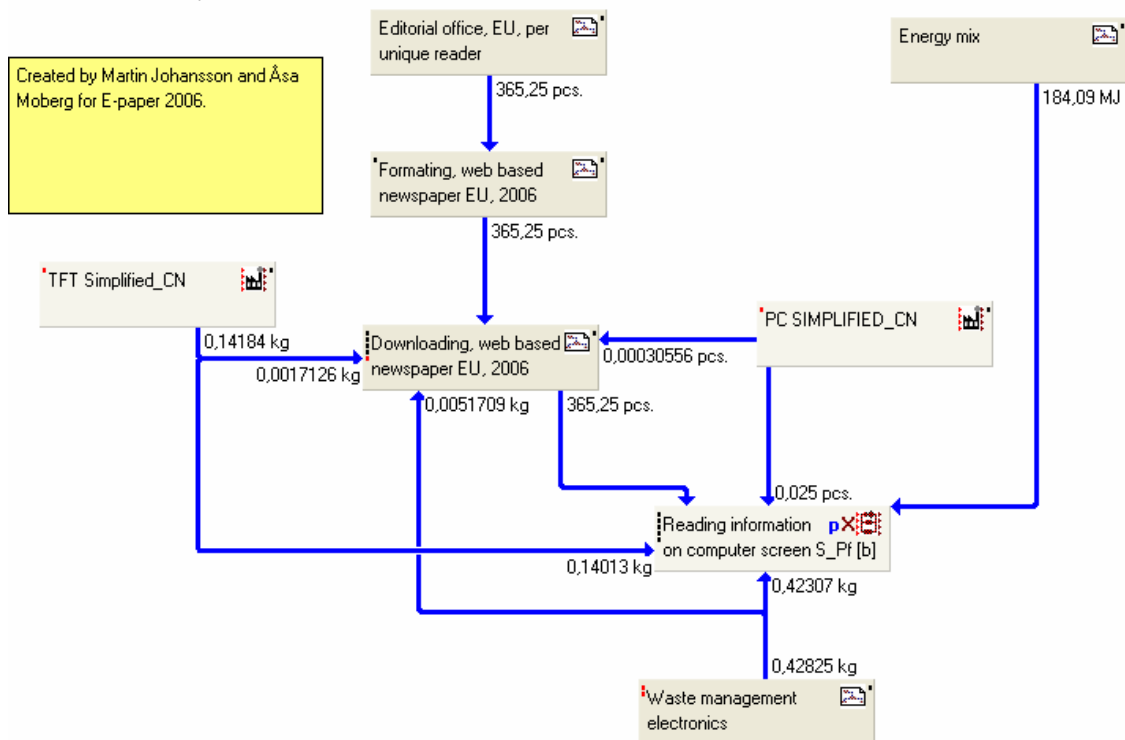 Editorial office, EU, per
unique reader
Energy mix
Created by Martin Johansson and Åsa
Moberg for E-paper 2006.
365,25 pcs.
184,09 MJ
Formating, web based
newspaper EU, 2006
365,25 pcs.
TFT Simplified_CN
PC SIMPLIFIED_CN
0,14184 kg
Downloading, web based
newspaper EU, 2006
0,00030556 pcs.
0,0017126 kg
0,0051709 kg
365,25 pcs.
0,025 pcs.
Reading information
on computer screen S_Pf [b]
pX
0,14013 kg
0,42307 kg
0,42825 kg
Waste management
electronics